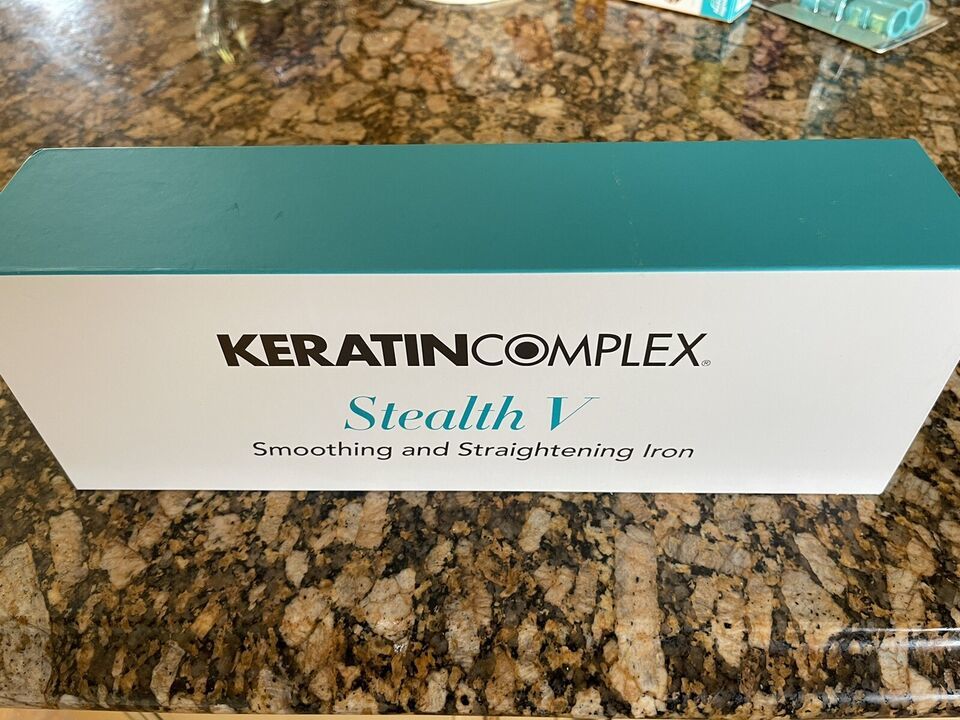 KERATINCOMPLEX®
Stealth V
Smoothing and Straightening Iron